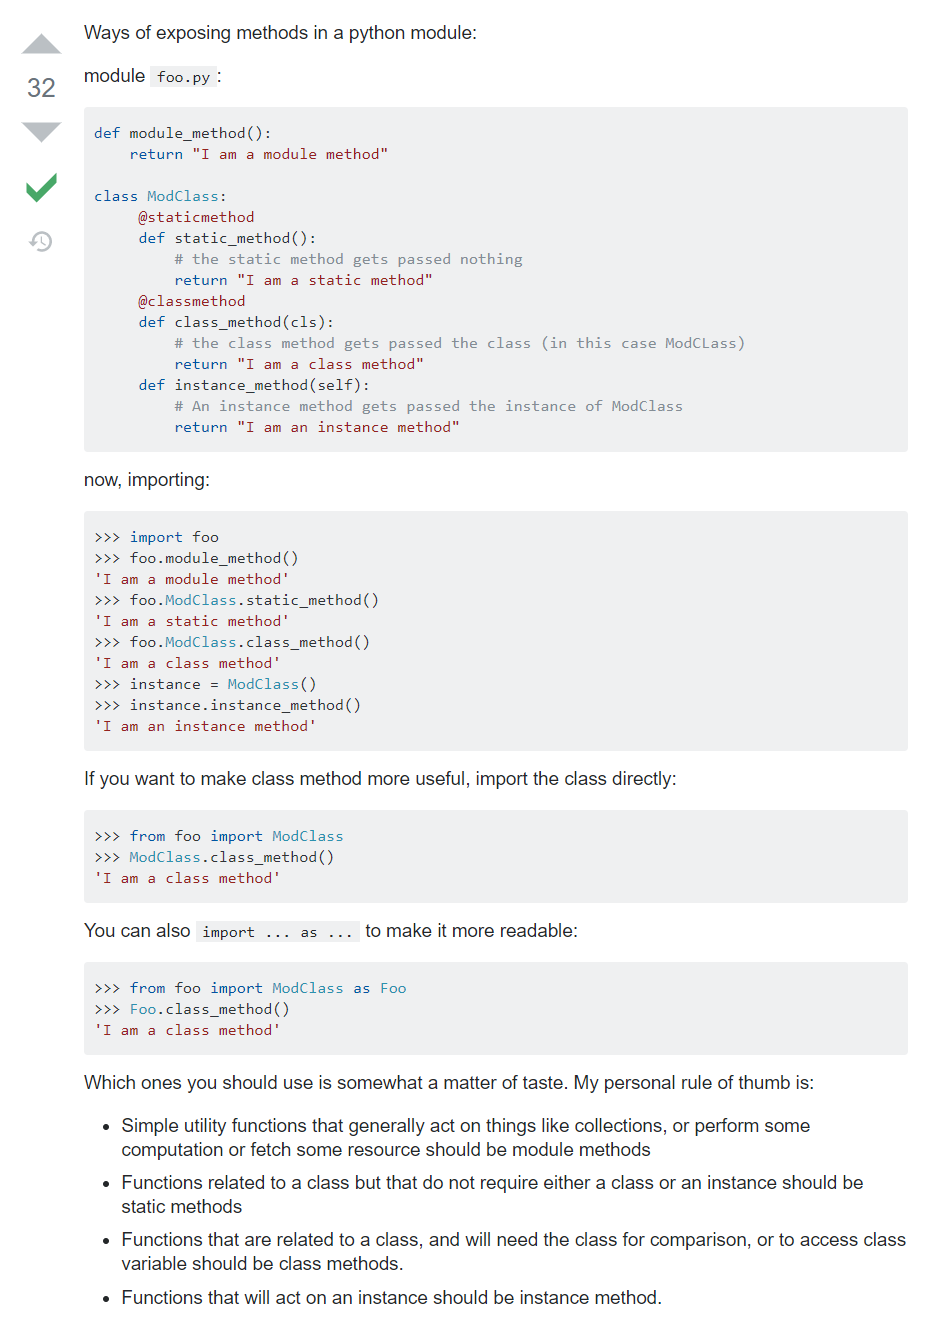 Ways of exposing methods in a python module:
32
module foo.py:
def module_method():
    return "I am a module method"
class ModClass:
     @staticmethod
     def static_method():
         # the static method gets passed nothing
         return "I am a static method"
     @classmethod
     def class_method(cls):
         # the class method gets passed the class (in this case ModCLass)
         return "I am a class method"
     def instance_method(self):
         # An instance method gets passed the instance of ModClass
         return "I am an instance method"
now, importing:
>>> import foo
>>> foo.module_method()
'I am a module method'
>>> foo.ModClass.static_method()
'I am a static method'
>>> foo.ModClass.class_method()
'I am a class method'
>>> instance = ModClass()
>>> instance.instance_method()
'I am an instance method'
If you want to make class method more useful, import the class directly:
>>> from foo import ModClass
>>> ModClass.class_method()
'I am a class method'
You can also import ... as ... to make it more readable:
>>> from foo import ModClass as Foo
>>> Foo.class_method()
'I am a class method'
Which ones you should use is somewhat a matter of taste. My personal rule of thumb is:
• Simple utility functions that generally act on things like collections, or perform some
computation or fetch some resource should be module methods
• Functions related to a class but that do not require either a class or an instance should be
static methods
• Functions that are related to a class, and will need the class for comparison, or to access class
variable should be class methods.
• Functions that will act on an instance should be instance method.